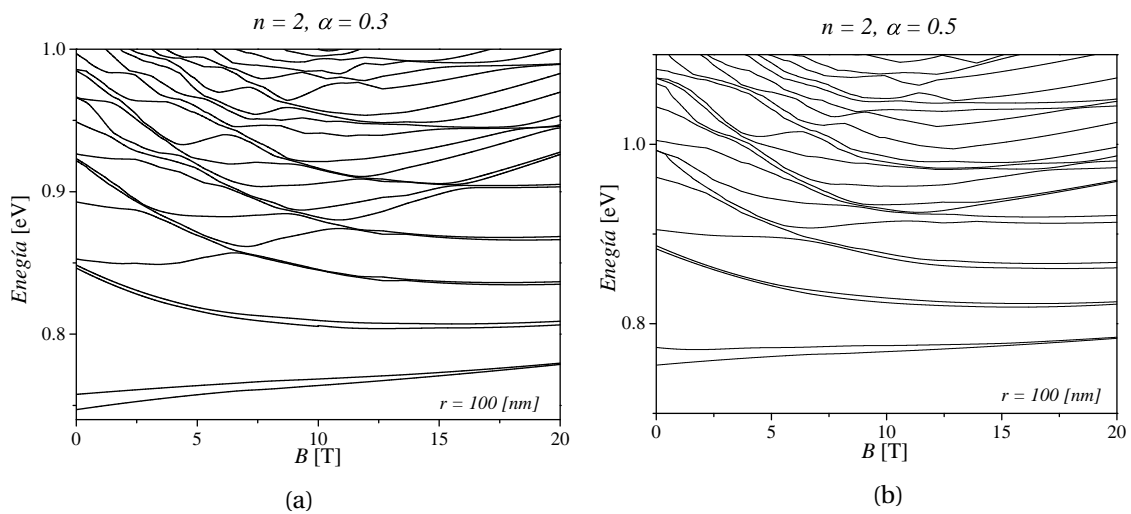 n = 2, α = 0.3
1.0
0.9
0.8
Enegía [eV]
0 5 10 15 20
B [T]
r = 100 [nm]
(a)
n = 2, α = 0.5
1.0
0.8
Enegía [eV]
0 5 10 15 20
B [T]
r = 100 [nm]
(b)